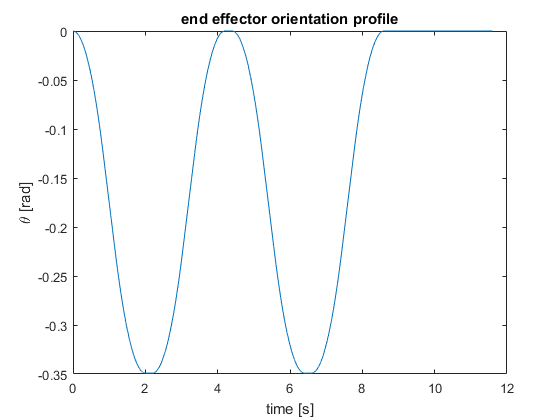 end effector orientation profile
0
-0.05
-0.1
-0.15
-0.2
-0.25
-0.3
-0.35
θ [rad]
0 2 4 6 8 10 12
time [s]